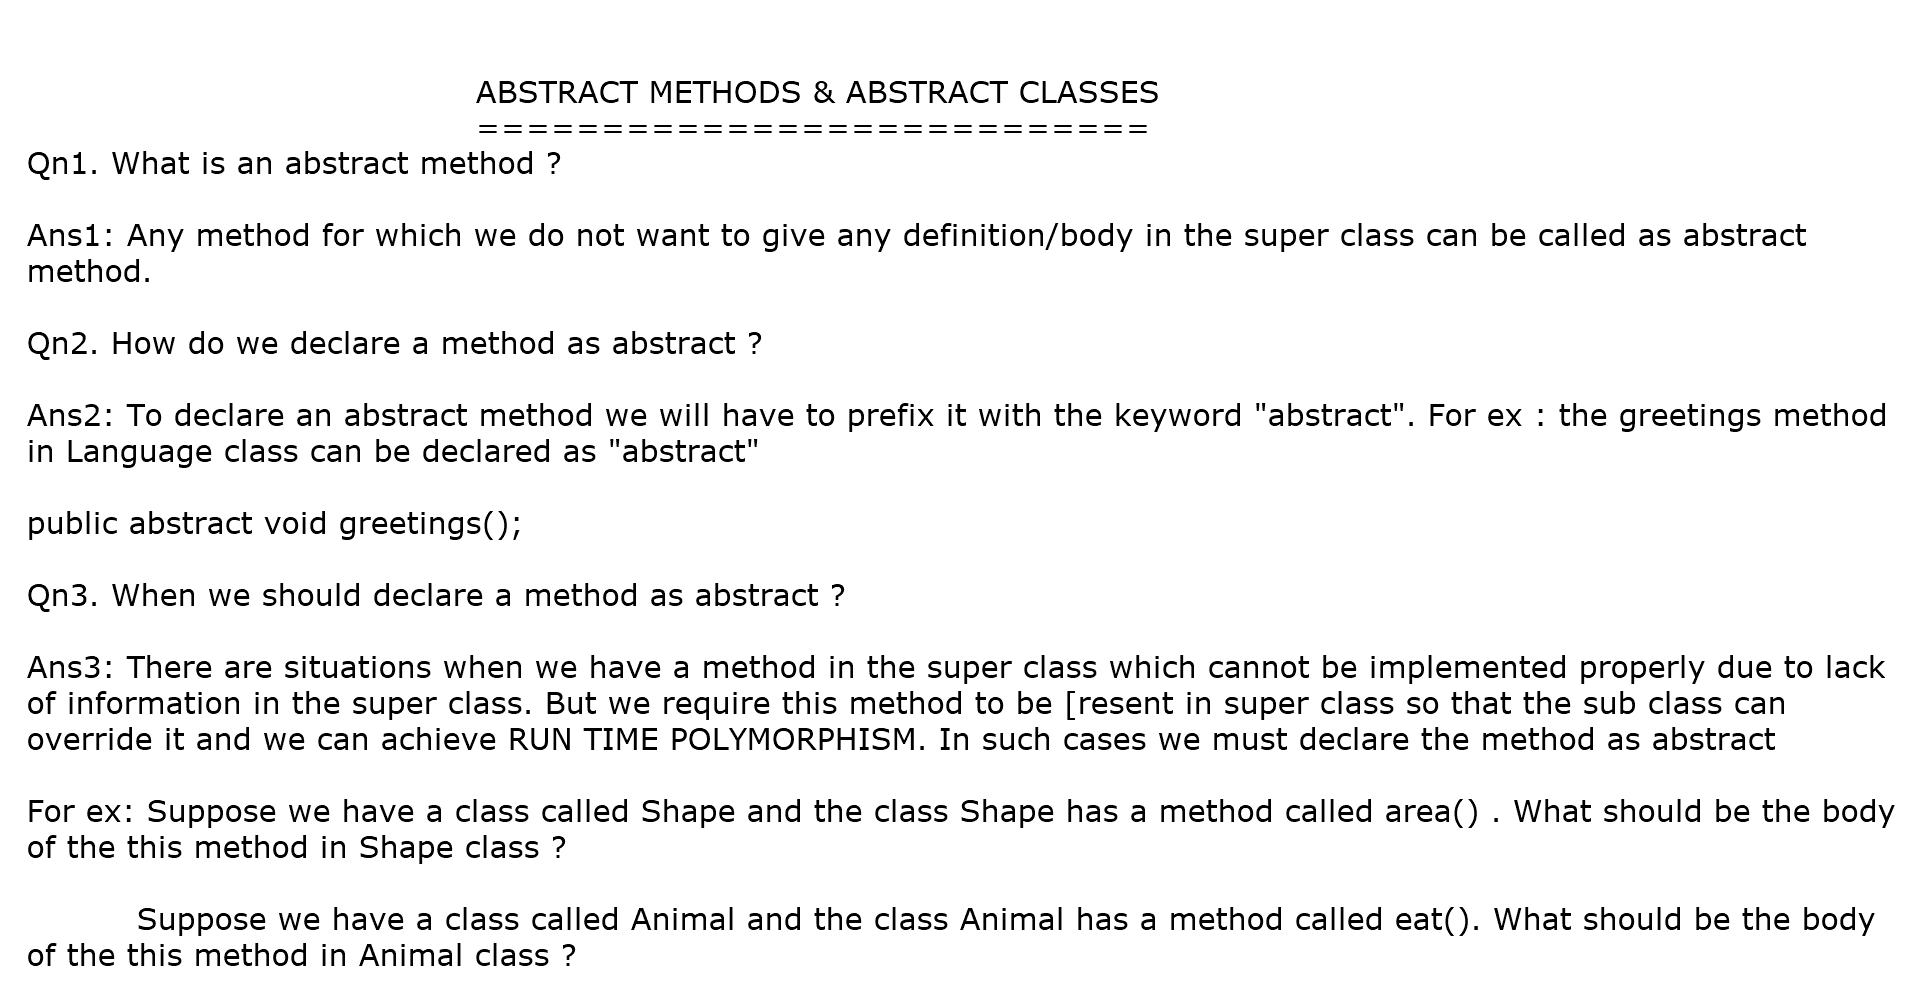 ABSTRACT METHODS & ABSTRACT CLASSES
===========================
Qn1. What is an abstract method ?
Ans1: Any method for which we do not want to give any definition/body in the super class can be called as abstract
method.
Qn2. How do we declare a method as abstract ?
Ans2: To declare an abstract method we will have to prefix it with the keyword "abstract". For ex : the greetings method
in Language class can be declared as "abstract"
public abstract void greetings();
Qn3. When we should declare a method as abstract ?
Ans3: There are situations when we have a method in the super class which cannot be implemented properly due to lack
of information in the super class. But we require this method to be [resent in super class so that the sub class can
override it and we can achieve RUN TIME POLYMORPHISM. In such cases we must declare the method as abstract
For ex: Suppose we have a class called Shape and the class Shape has a method called area() . What should be the body
of the this method in Shape class ?
Suppose we have a class called Animal and the class Animal has a method called eat(). What should be the body
of the this method in Animal class ?